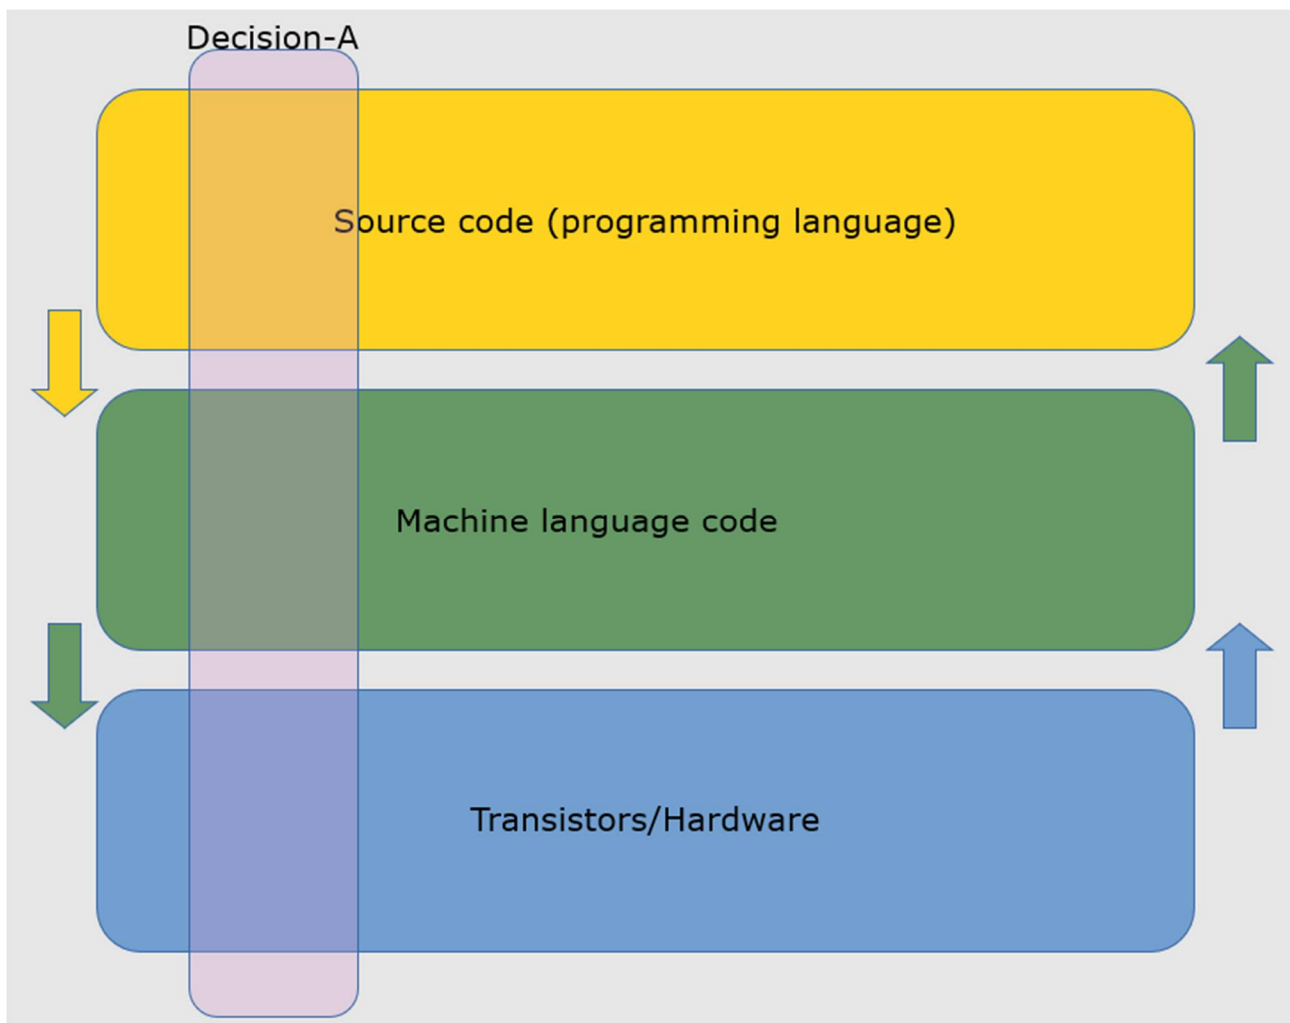 Decision-A
Source code (programming language)
Machine language code
Transistors/Hardware